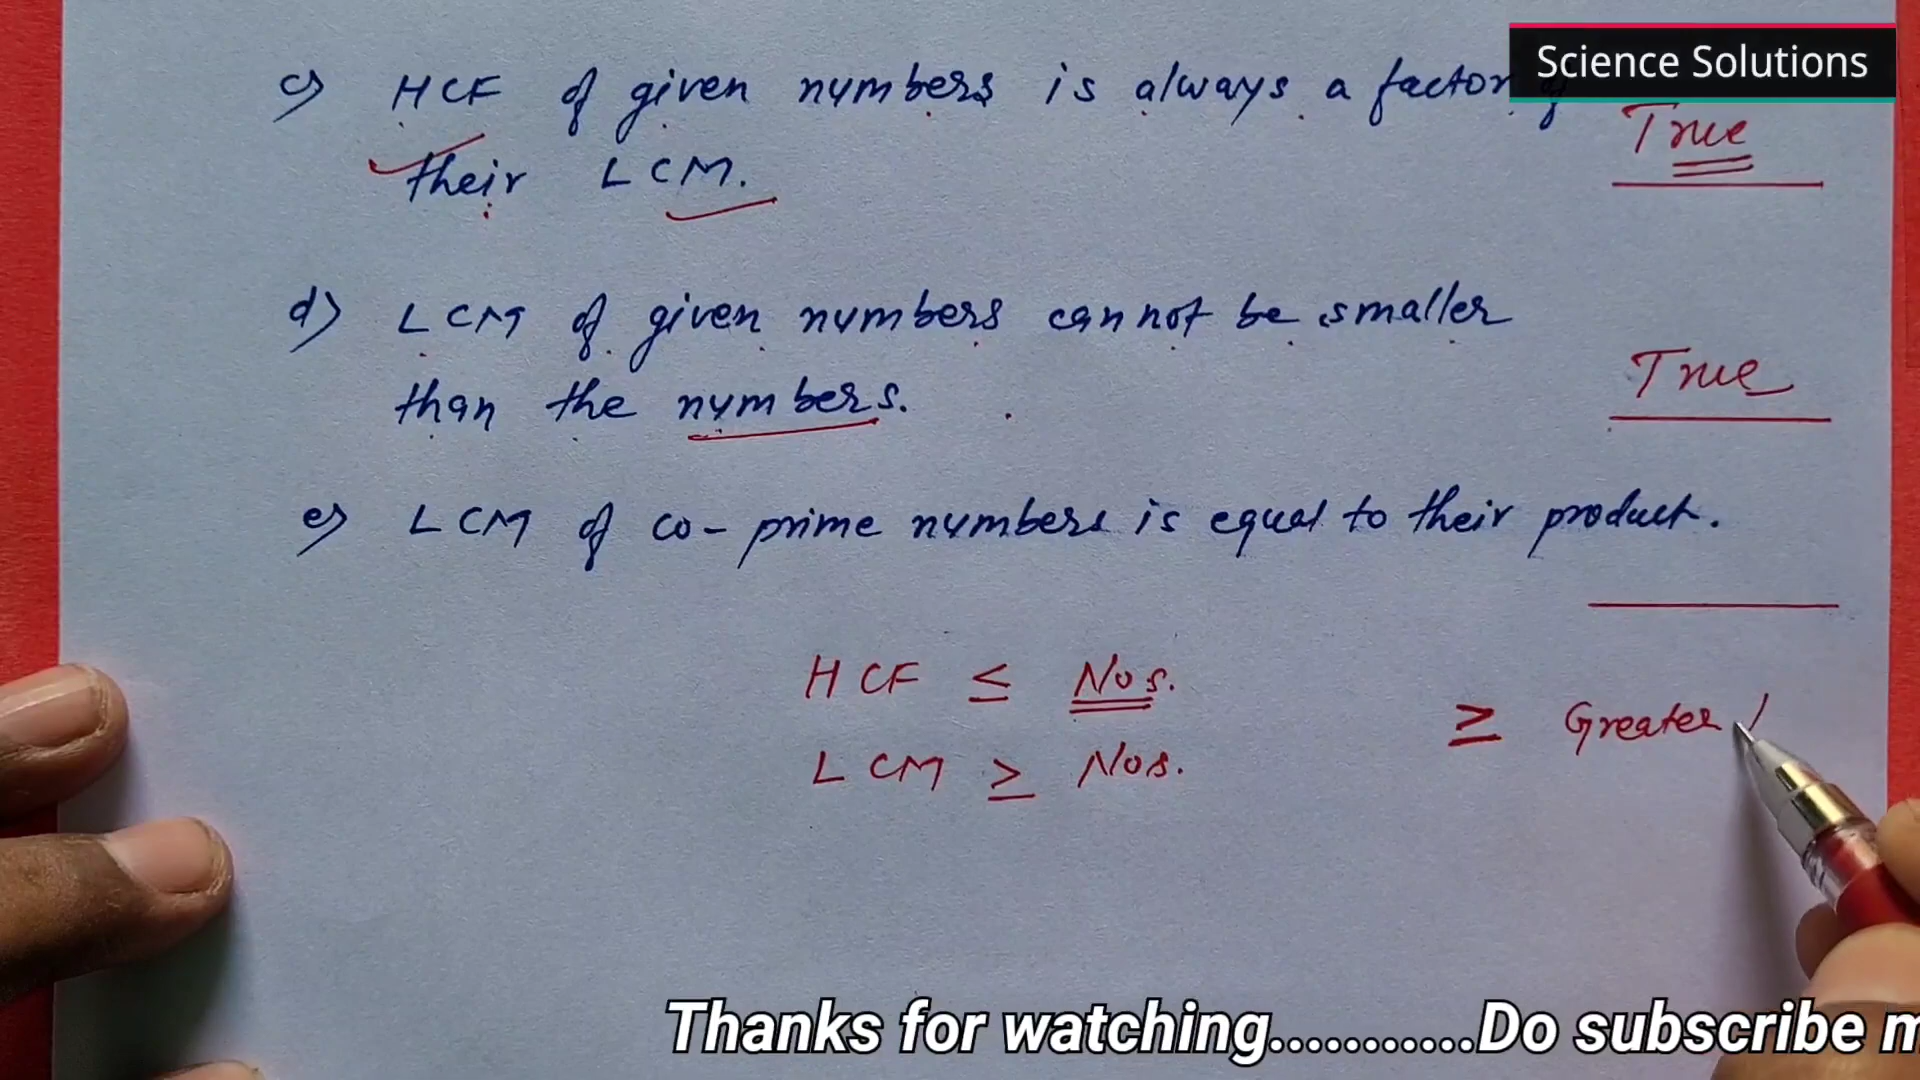 Science Solutions
c) HCF of given numbers is always a factor of
True
their LCM.
d) LCM of given numbers cannot be smaller
than the numbers.
True
e) LCM of co-prime numbers is equal to their product.
HCF ≤ Nos.
≥ Greater /
LCM ≥ Nos.
Thanks for watching...........Do subscribe m